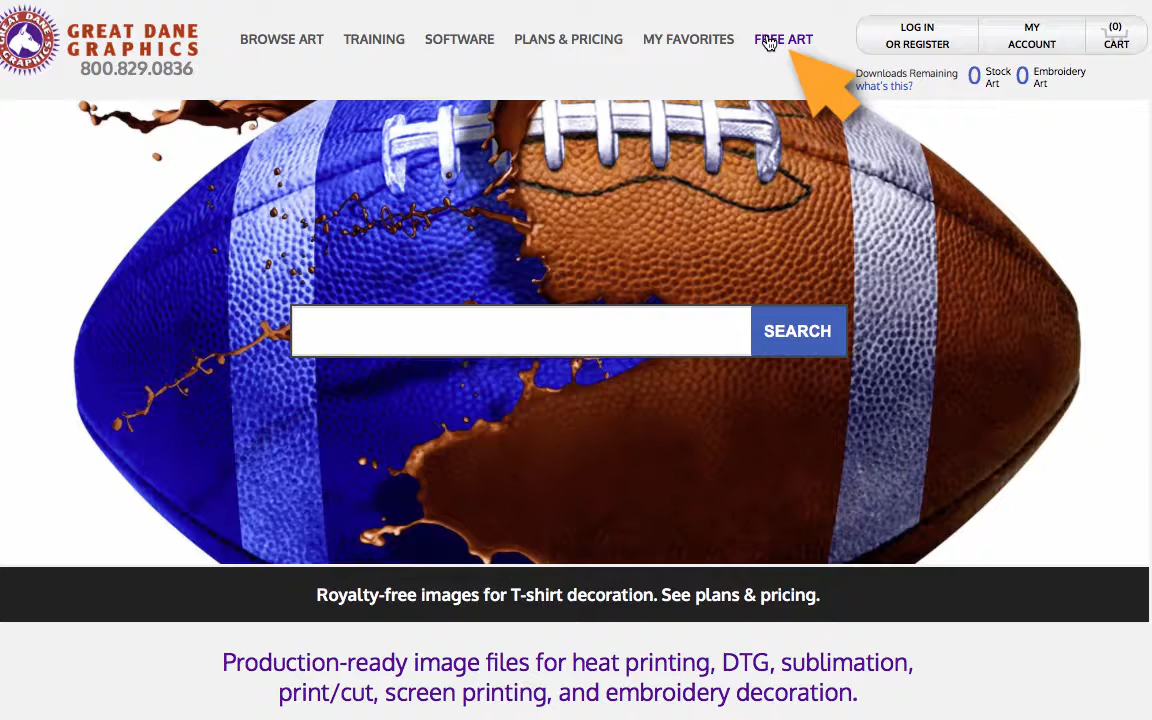 GREAT DANE
GRAPHICS
800.829.0836
BROWSE ART
TRAINING
SOFTWARE
PLANS & PRICING
MY FAVORITES
FREE ART
LOG IN
OR REGISTER
MY
ACCOUNT
(0)
CART
Downloads Remaining
what's this?
0 Stock
Art
0 Embroidery
Art
SEARCH
Royalty-free images for T-shirt decoration. See plans & pricing.
Production-ready image files for heat printing, DTG, sublimation,
print/cut, screen printing, and embroidery decoration.